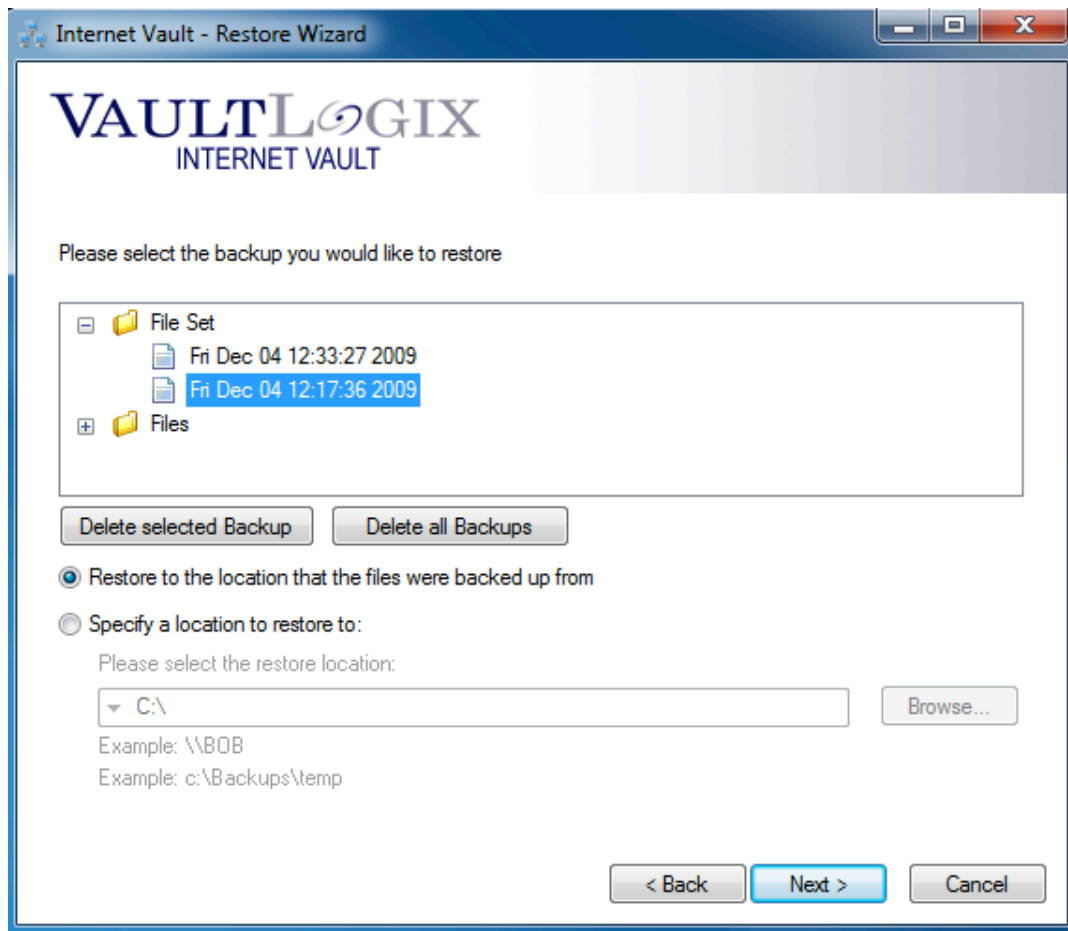 Internet Vault - Restore Wizard
VAULTLOGIX
INTERNET VAULT
Please select the backup you would like to restore
File Set
Fri Dec 04 12:33:27 2009
Fri Dec 04 12:17:36 2009
Files
Delete selected Backup Delete all Backups
Restore to the location that the files were backed up from
Specify a location to restore to:
Please select the restore location:
C:\ Browse...
Example: \\BOB
Example: c:\Backups\temp
< Back Next > Cancel